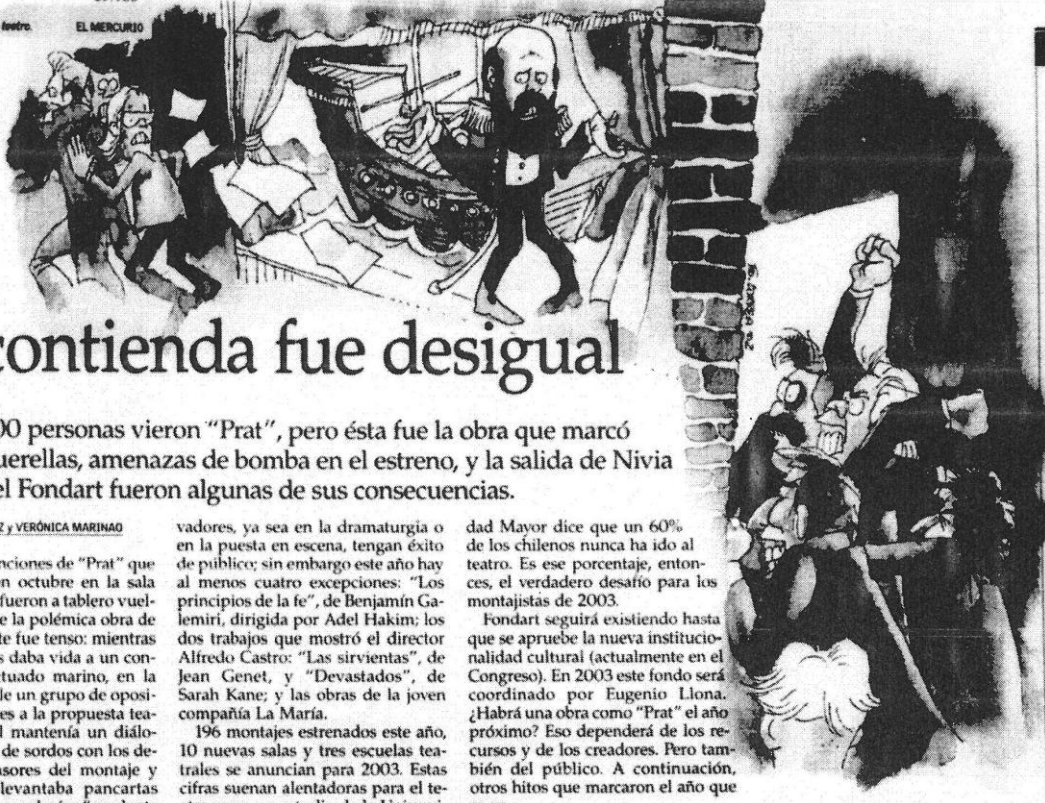 teatro.
EL MERCURIO
contienda fue desigual
00 personas vieron “Prat”, pero ésta fue la obra que marcó
uerellas, amenazas de bomba en el estreno, y la salida de Nivia
el Fondart fueron algunas de sus consecuencias.
Z y VERÓNICA MARINAO
nciones de “Prat” que
n octubre en la sala
fueron a tablero vuel-
e la polémica obra de
te fue tenso: mientras
s daba vida a un con-
tuado marino, en la
le un grupo de oposi-
es a la propuesta tea-
l mantenía un diálo-
de sordos con los de-
nsores del montaje y
levantaba pancartas
vadores, ya sea en la dramaturgia o
en la puesta en escena, tengan éxito
de público; sin embargo este año hay
al menos cuatro excepciones: “Los
principios de la fe”, de Benjamín Ga-
lemiri, dirigida por Adel Hakim; los
dos trabajos que mostró el director
Alfredo Castro: “Las sirvientas”, de
Jean Genet, y “Devastados”, de
Sarah Kane; y las obras de la joven
compañía La María.
196 montajes estrenados este año,
10 nuevas salas y tres escuelas tea-
trales se anuncian para 2003. Estas
cifras suenan alentadoras para el te-
dad Mayor dice que un 60%
de los chilenos nunca ha ido al
teatro. Es ese porcentaje, enton-
ces, el verdadero desafío para los
montajistas de 2003.
Fondart seguirá existiendo hasta
que se apruebe la nueva institucio-
nalidad cultural (actualmente en el
Congreso). En 2003 este fondo será
coordinado por Eugenio Llona.
¿Habrá una obra como “Prat” el año
próximo? Eso dependerá de los re-
cursos y de los creadores. Pero tam-
bién del público. A continuación,
otros hitos que marcaron el año que